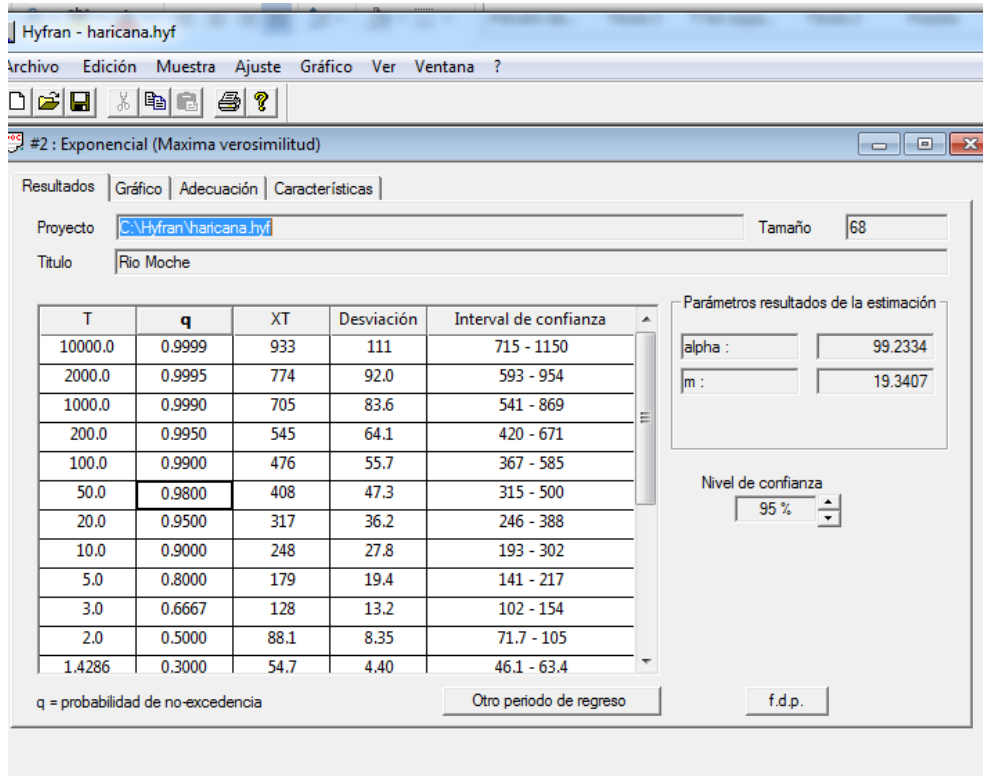 Hyfran - haricana.hyf
Archivo Edición Muestra Ajuste Gráfico Ver Ventana ?
#2 : Exponencial (Maxima verosimilitud)
Resultados Gráfico Adecuación Características
Proyecto C:\Hyfran\haricana.hyf Tamaño 68
Titulo Rio Moche
Parámetros resultados de la estimación
T q XT Desviación Interval de confianza
10000.0 0.9999 933 111 715 - 1150 alpha : 99.2334
2000.0 0.9995 774 92.0 593 - 954 m : 19.3407
1000.0 0.9990 705 83.6 541 - 869
200.0 0.9950 545 64.1 420 - 671
100.0 0.9900 476 55.7 367 - 585
50.0 0.9800 408 47.3 315 - 500
Nivel de confianza
95 %
20.0 0.9500 317 36.2 246 - 388
10.0 0.9000 248 27.8 193 - 302
5.0 0.8000 179 19.4 141 - 217
3.0 0.6667 128 13.2 102 - 154
2.0 0.5000 88.1 8.35 71.7 - 105
1.4286 0.3000 54.7 4.40 46.1 - 63.4
q = probabilidad de no-excedencia Otro periodo de regreso f.d.p.